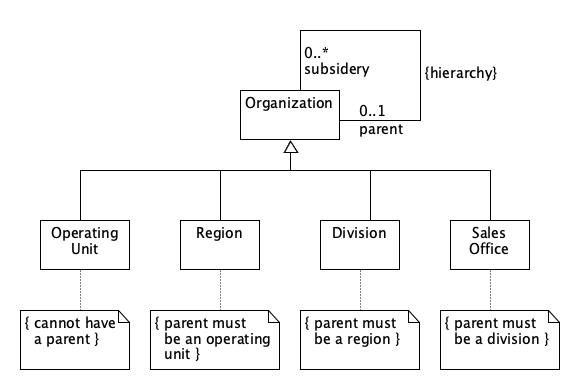 0..*
subsidery
{hierarchy}
Organization
0..1
parent
Operating
Unit
Region
Division
Sales
Office
{ cannot have
a parent }
{ parent must
be an operating
unit }
{ parent must
be a region }
{ parent must
be a division }